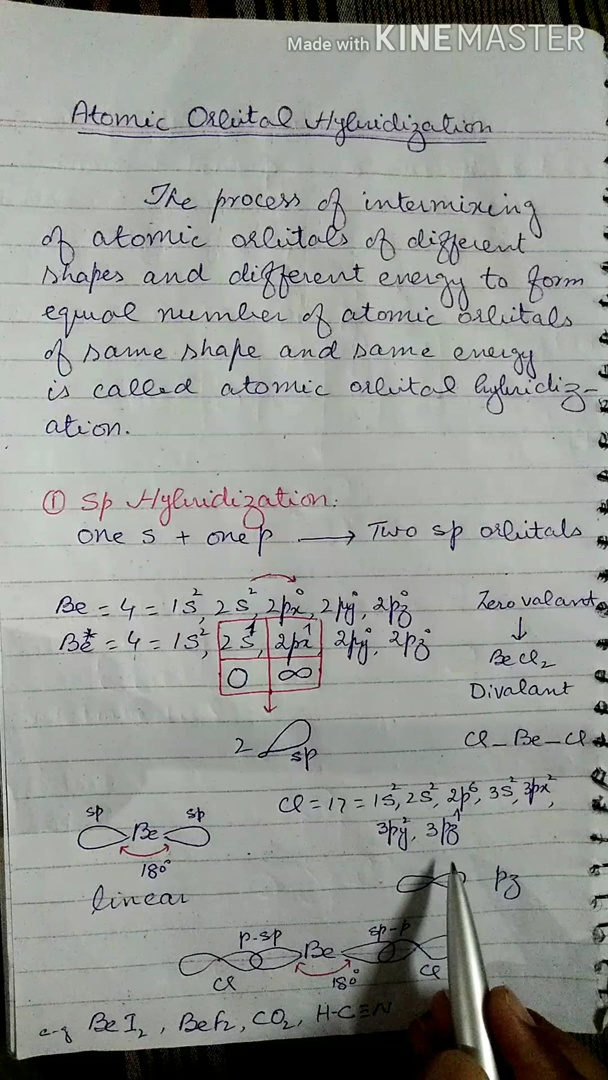 Made with KINEMASTER
Atomic Orbital Hybridization
The process of intermixing
of atomic orbitals of different
shapes and different energy to form
equal number of atomic orbitals
of same shape and same energy
is called atomic orbital hybridiz-
ation.
① Sp Hybridization:
one s + one p ⟶ Two sp orbitals
Be = 4 = 1S², 2S², 2px⁰, 2py⁰, 2pz⁰
Be* = 4 = 1S², 2S¹, 2px¹, 2py⁰, 2pz⁰
O ∞
Zero valant
↓
BeCl₂
Divalant
2 sp
Cl – Be – Cl
Cl = 17 = 1S², 2S², 2p⁶, 3S², 3px²,
3py², 3pz¹
sp Be sp
180°
linear
pz
p-sp Be sp-p
Cl 180° Cl
e-g BeI₂, BeF₂, CO₂, H-C≡N